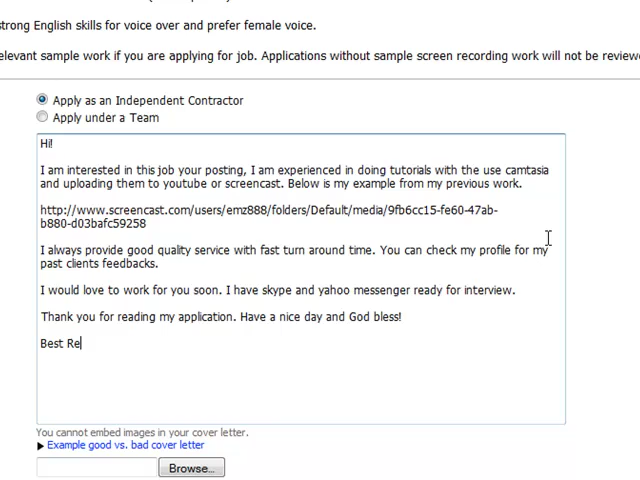 strong English skills for voice over and prefer female voice.
elevant sample work if you are applying for job. Applications without sample screen recording work will not be reviewe
Apply as an Independent Contractor
Apply under a Team
Hi!
I am interested in this job your posting, I am experienced in doing tutorials with the use camtasia
and uploading them to youtube or screencast. Below is my example from my previous work.
http://www.screencast.com/users/emz888/folders/Default/media/9fb6cc15-fe60-47ab-
b880-d03bafc59258
I always provide good quality service with fast turn around time. You can check my profile for my
past clients feedbacks.
I would love to work for you soon. I have skype and yahoo messenger ready for interview.
Thank you for reading my application. Have a nice day and God bless!
Best Re
You cannot embed images in your cover letter.
Example good vs. bad cover letter
Browse...